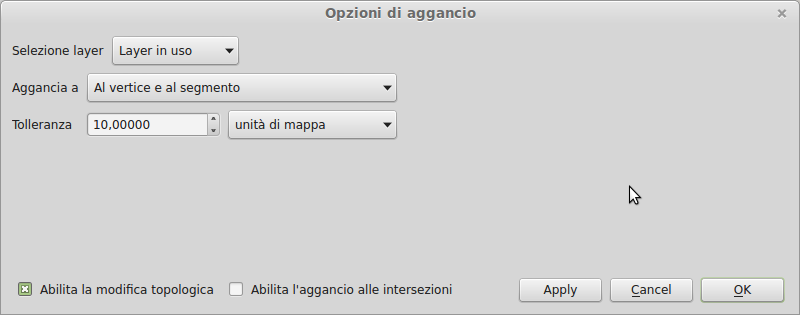 Opzioni di aggancio
Selezione layer Layer in uso
Aggancia a Al vertice e al segmento
Tolleranza 10,00000 unità di mappa
Abilita la modifica topologica Abilita l'aggancio alle intersezioni Apply Cancel OK